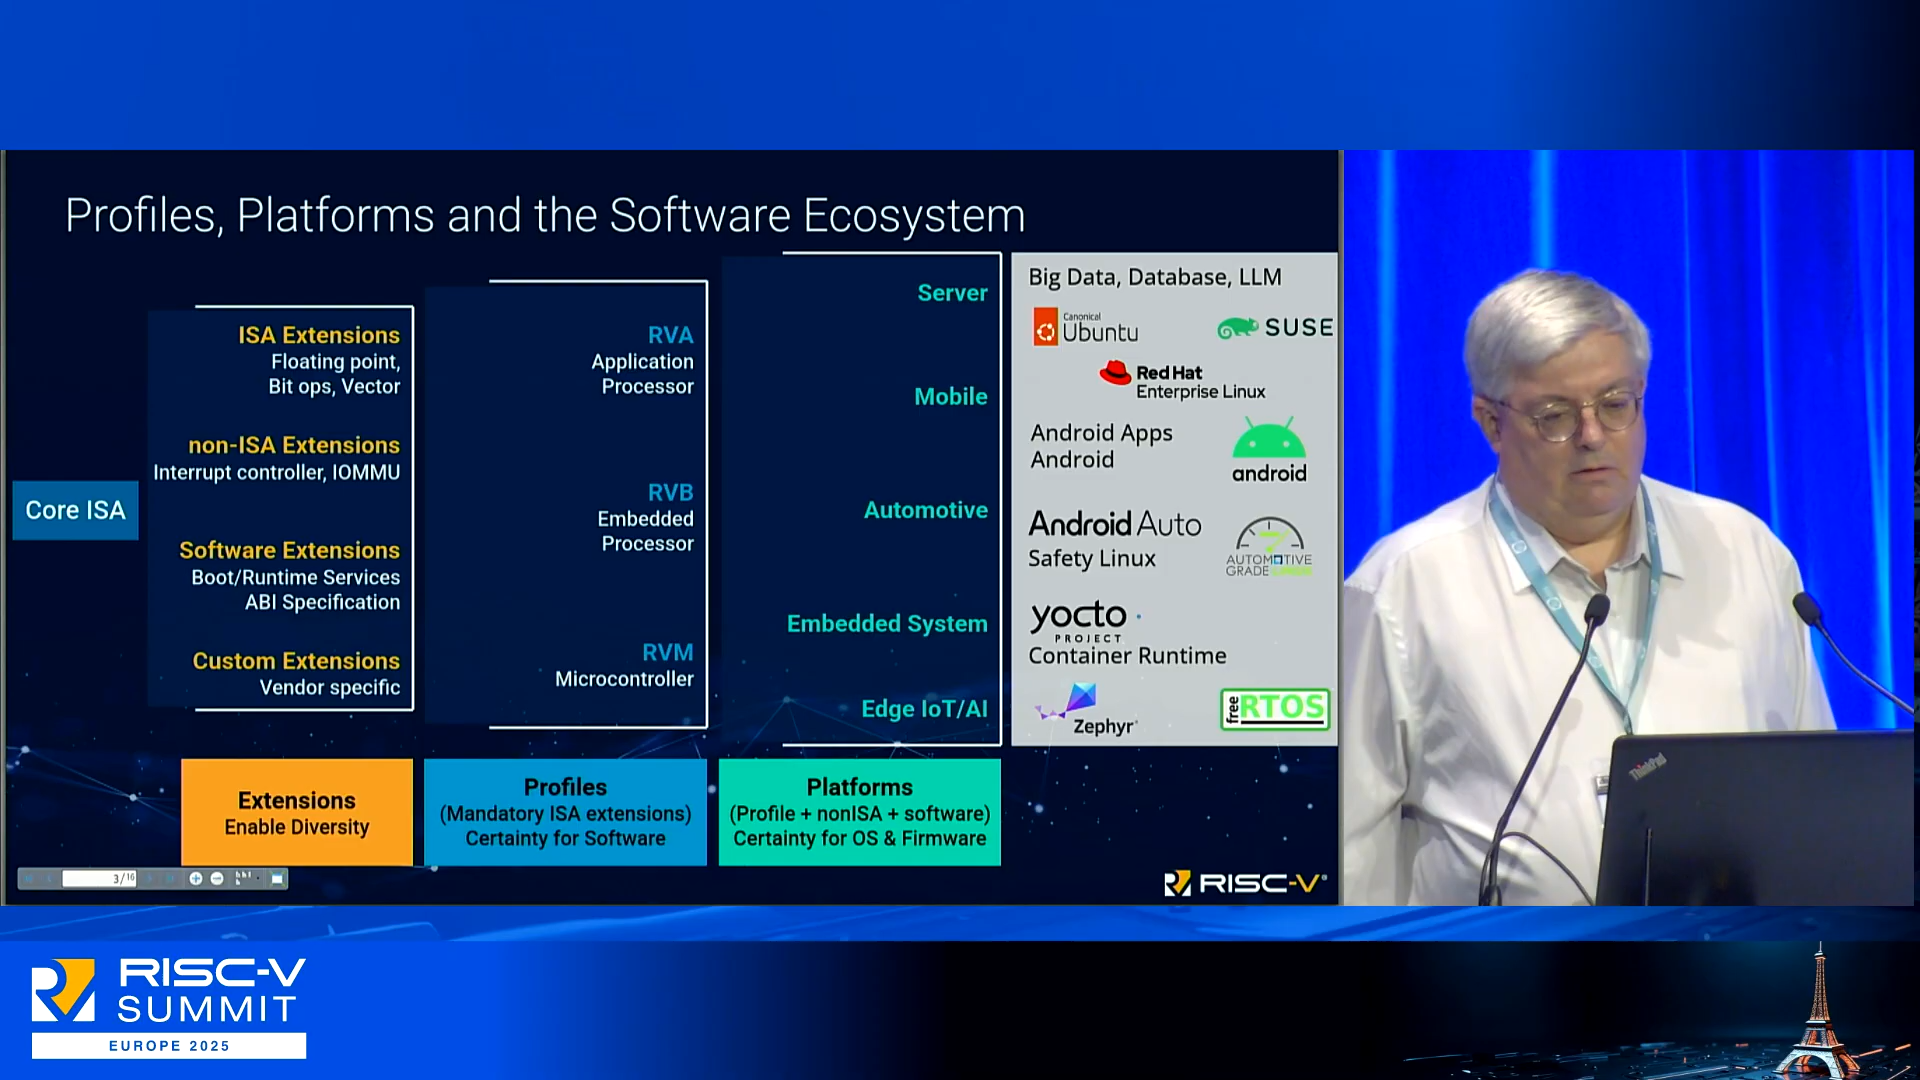 Profiles, Platforms and the Software Ecosystem
Core ISA
ISA Extensions
Floating point,
Bit ops, Vector
non-ISA Extensions
Interrupt controller, IOMMU
Software Extensions
Boot/Runtime Services
ABI Specification
Custom Extensions
Vendor specific
Extensions
Enable Diversity
RVA
Application
Processor
RVB
Embedded
Processor
RVM
Microcontroller
Profiles
(Mandatory ISA extensions)
Certainty for Software
Server
Mobile
Automotive
Embedded System
Edge IoT/AI
Platforms
(Profile + nonISA + software)
Certainty for OS & Firmware
Big Data, Database, LLM
Canonical
Ubuntu
SUSE
Red Hat
Enterprise Linux
Android Apps
Android
android
Android Auto
Safety Linux
AUTOMOTIVE
GRADE
yocto
PROJECT
Container Runtime
Zephyr
free RTOS
3/16
RISC-V
ThinkPad
RISC-V
SUMMIT
EUROPE 2025